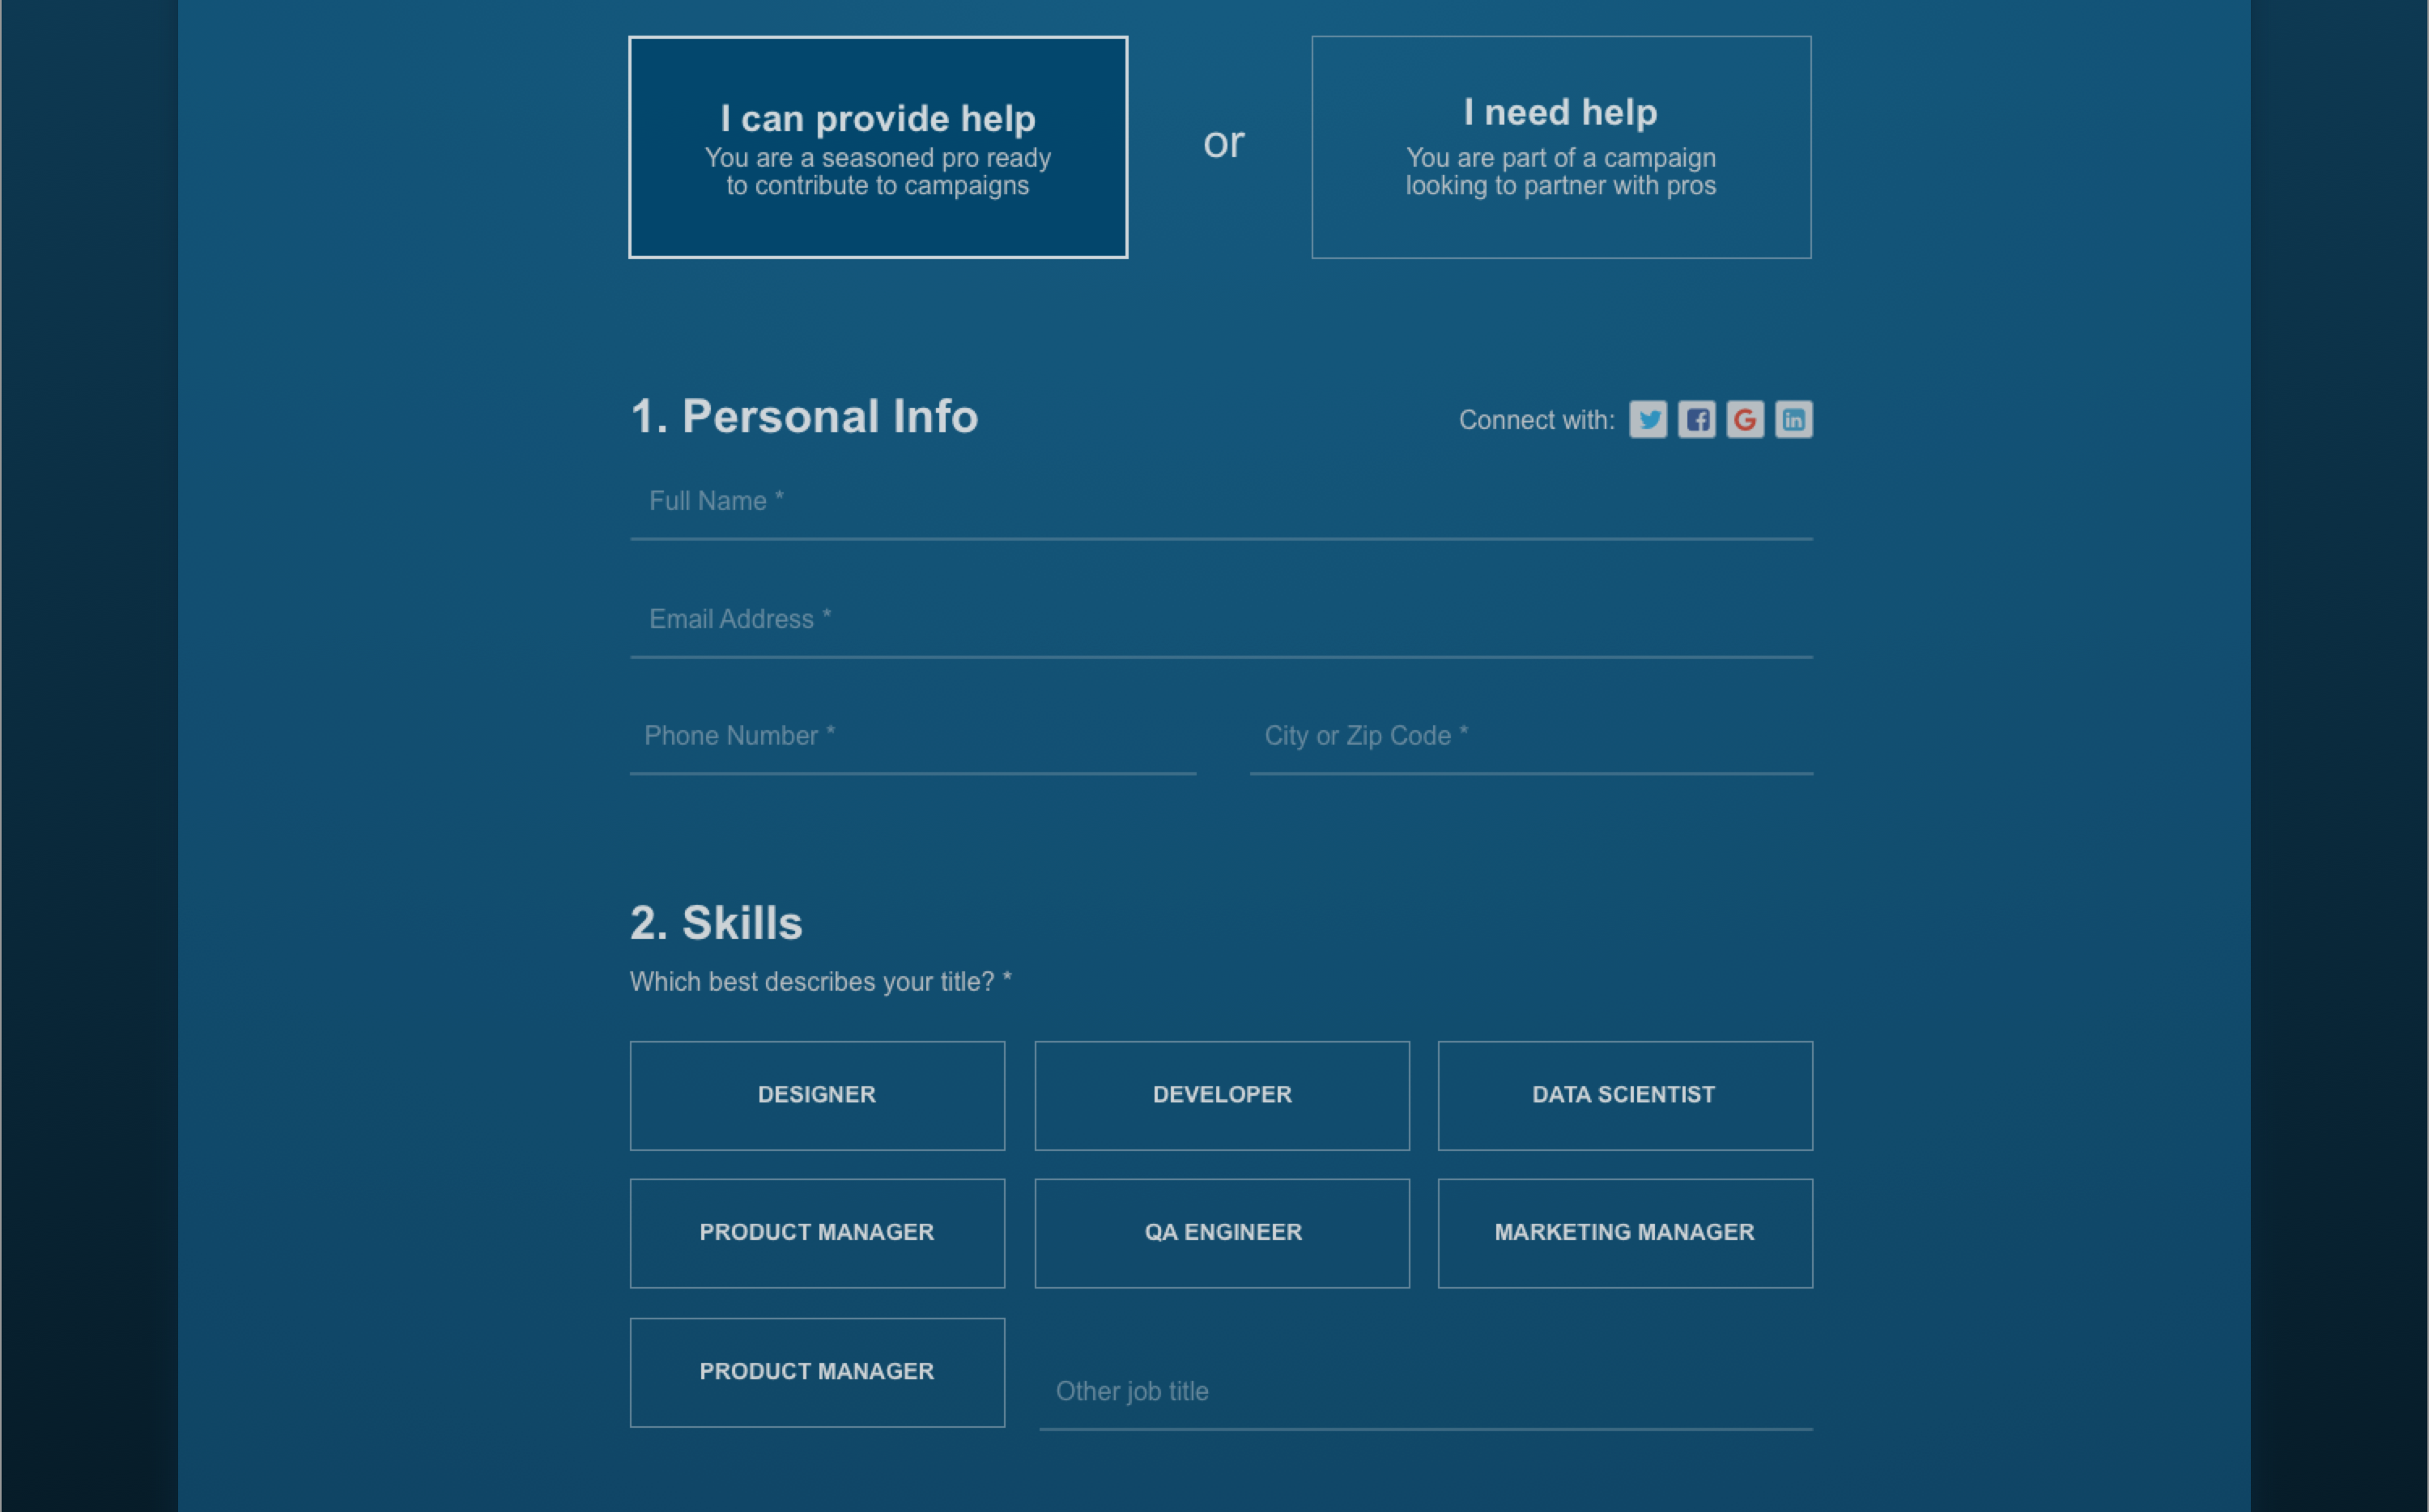 I can provide help
You are a seasoned pro ready
to contribute to campaigns
or
I need help
You are part of a campaign
looking to partner with pros
1. Personal Info
Connect with:
Full Name *
Email Address *
Phone Number *
City or Zip Code *
2. Skills
Which best describes your title? *
DESIGNER
DEVELOPER
DATA SCIENTIST
PRODUCT MANAGER
QA ENGINEER
MARKETING MANAGER
PRODUCT MANAGER
Other job title